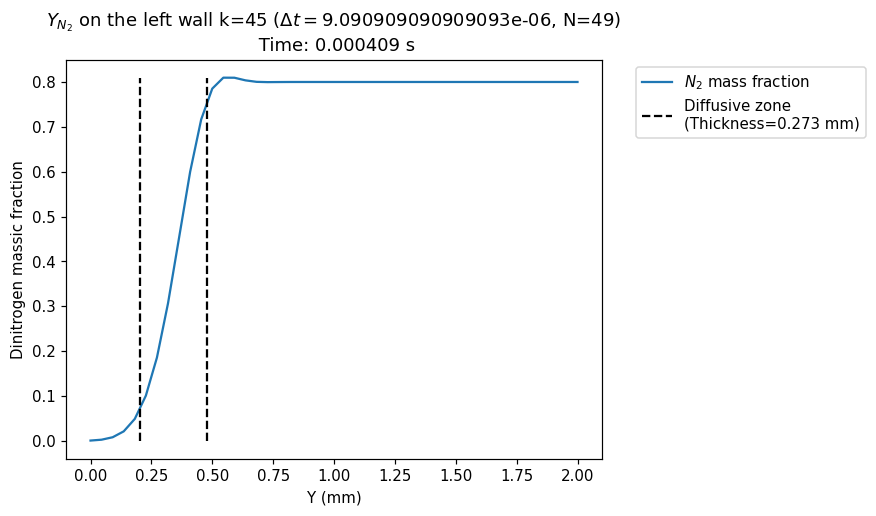 Y_{N_2} on the left wall k=45 (Δt = 9.090909090909093e-06, N=49)
Time: 0.000409 s
N_2 mass fraction
Diffusive zone
(Thickness=0.273 mm)
Dinitrogen massic fraction
0.8
0.7
0.6
0.5
0.4
0.3
0.2
0.1
0.0
0.00 0.25 0.50 0.75 1.00 1.25 1.50 1.75 2.00
Y (mm)